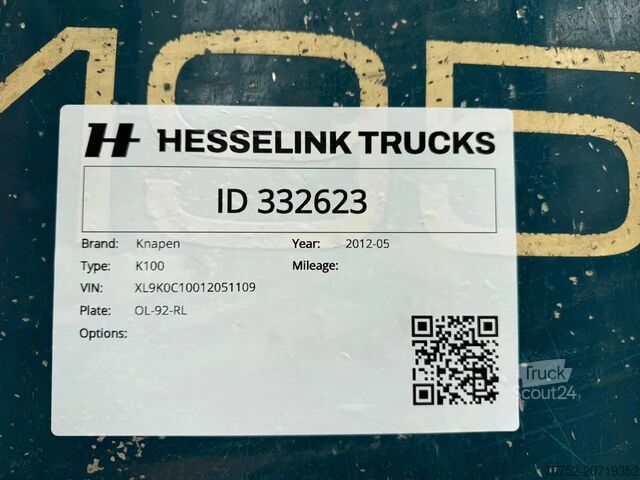 195
HESSELINK TRUCKS
ID 332623
Brand: Knapen Year: 2012-05
Type: K100 Mileage:
VIN: XL9K0C10012051109
Plate: OL-92-RL
Options:
Truck
Scout24